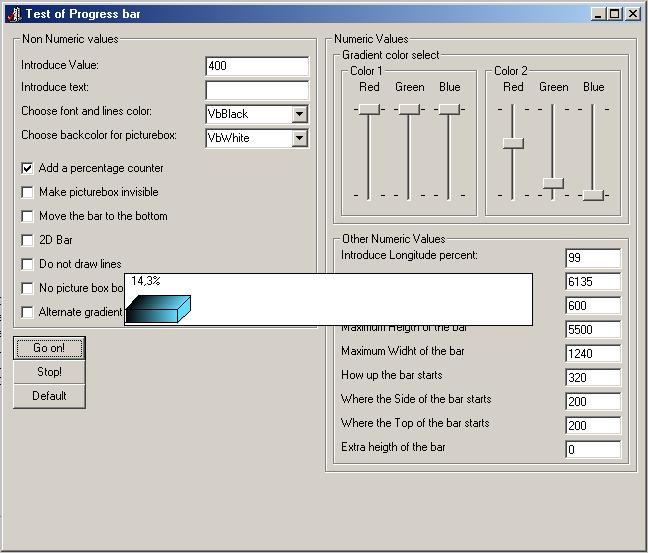 Test of Progress bar
Non Numeric values
Introduce Value: 400
Introduce text:
Choose font and lines color: VbBlack
Choose backcolor for picturebox: VbWhite
Add a percentage counter
Make picturebox invisible
Move the bar to the bottom
2D Bar
Do not draw lines
No picture box bo
Alternate gradient
14,3%
Go on!
Stop!
Default
Numeric Values
Gradient color select
Color 1
Red Green Blue
Color 2
Red Green Blue
Other Numeric Values
Introduce Longitude percent: 99
6135
600
Maximum Heigth of the bar 5500
Maximum Widht of the bar 1240
How up the bar starts 320
Where the Side of the bar starts 200
Where the Top of the bar starts 200
Extra heigth of the bar 0